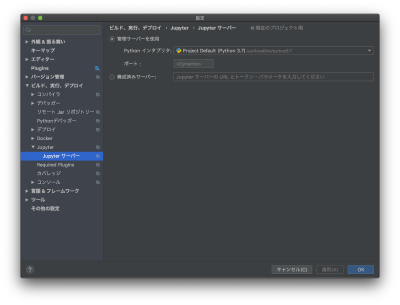 設定
ビルド、実行、デプロイ › Jupyter › Jupyter サーバー
現在のプロジェクト用
外観 & 振る舞い
キーマップ
エディター
Plugins
バージョン管理
ビルド、実行、デプロイ
コンパイラ
デバッガー
リモート Jar リポジトリー
Pythonデバッガー
デプロイ
Docker
Jupyter
Jupyter サーバー
Required Plugins
カバレッジ
コンソール
言語 & フレームワーク
ツール
その他の設定
管理サーバーを使用
Python インタプリタ:
Project Default (Python 3.7)
ポート :
構成済みサーバー:
Jupyter サーバーの URL とトークン・パラメータを入力してください
?
キャンセル(C)
適用(A)
OK